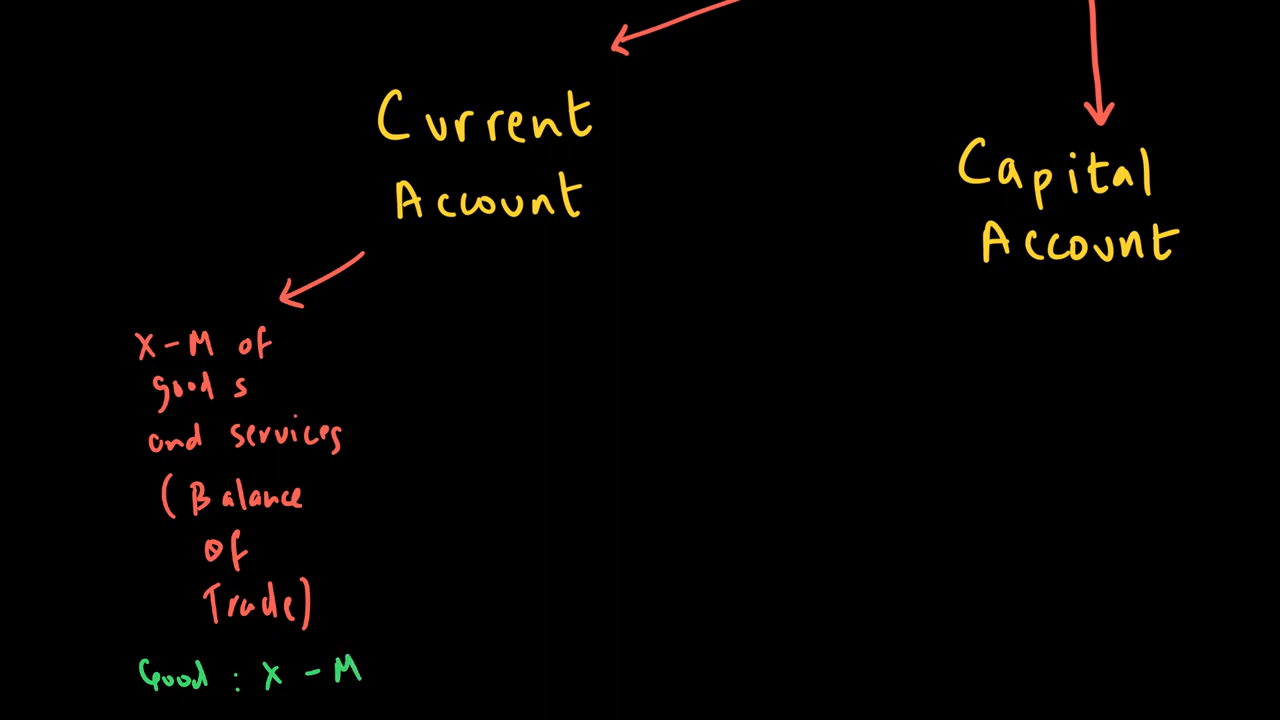 Current
Account
Capital
Account
X-M of
goods
and services
(Balance
of
Trade)
Good : X - M